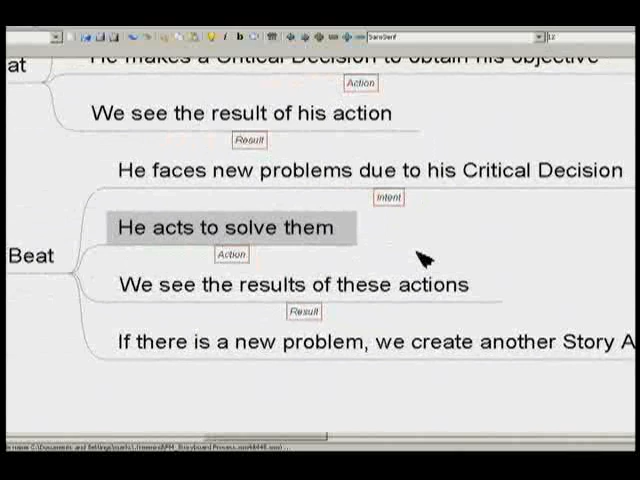 SansSerif
12
at
He makes a Critical Decision to obtain his objective
Action
We see the result of his action
Result
He faces new problems due to his Critical Decision
Intent
He acts to solve them
Beat
Action
We see the results of these actions
Result
If there is a new problem, we create another Story A